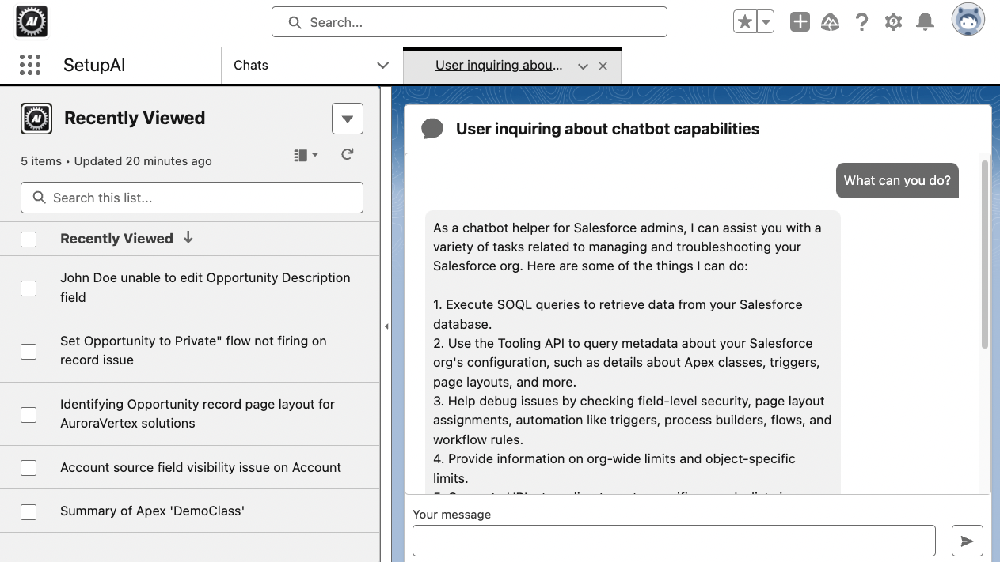 Search...
SetupAI
Chats
User inquiring abou...
Recently Viewed
5 items • Updated 20 minutes ago
Search this list...
Recently Viewed
John Doe unable to edit Opportunity Description
field
Set Opportunity to Private" flow not firing on
record issue
Identifying Opportunity record page layout for
AuroraVertex solutions
Account source field visibility issue on Account
Summary of Apex 'DemoClass'
User inquiring about chatbot capabilities
What can you do?
As a chatbot helper for Salesforce admins, I can assist you with a
variety of tasks related to managing and troubleshooting your
Salesforce org. Here are some of the things I can do:
1. Execute SOQL queries to retrieve data from your Salesforce
database.
2. Use the Tooling API to query metadata about your Salesforce
org's configuration, such as details about Apex classes, triggers,
page layouts, and more.
3. Help debug issues by checking field-level security, page layout
assignments, automation like triggers, process builders, flows, and
workflow rules.
4. Provide information on org-wide limits and object-specific
limits.
Your message